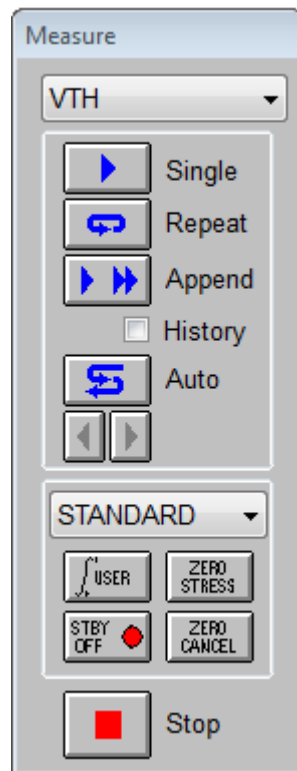 Measure
VTH
Single
Repeat
Append
History
Auto
STANDARD
USER
ZERO
STRESS
STBY
OFF
ZERO
CANCEL
Stop